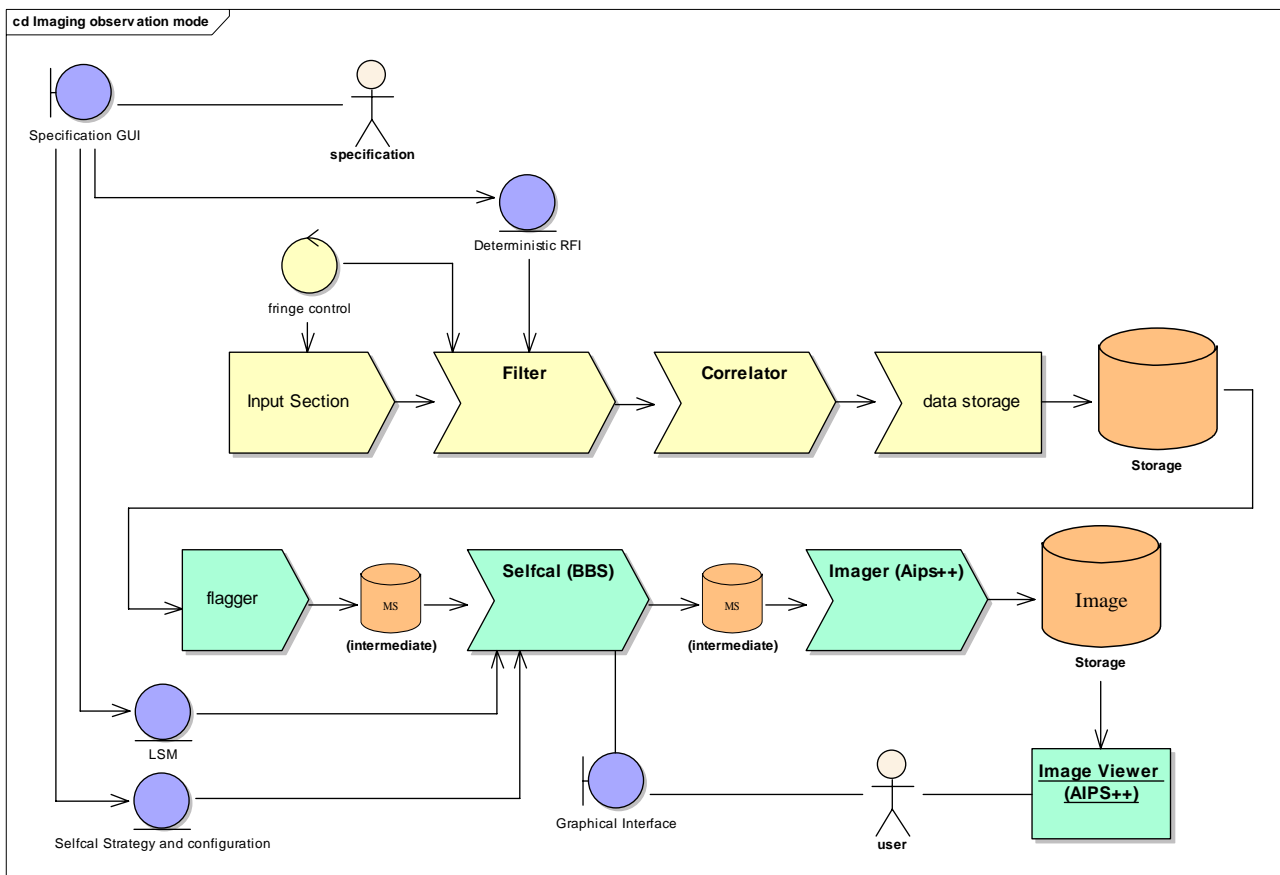 cd Imaging observation mode
Specification GUI
specification
Deterministic RFI
fringe control
Input Section
Filter
Correlator
data storage
Storage
flagger
MS
(intermediate)
Selfcal (BBS)
MS
(intermediate)
Imager (Aips++)
Image
Storage
LSM
Selfcal Strategy and configuration
Graphical Interface
user
Image Viewer
(AIPS++)